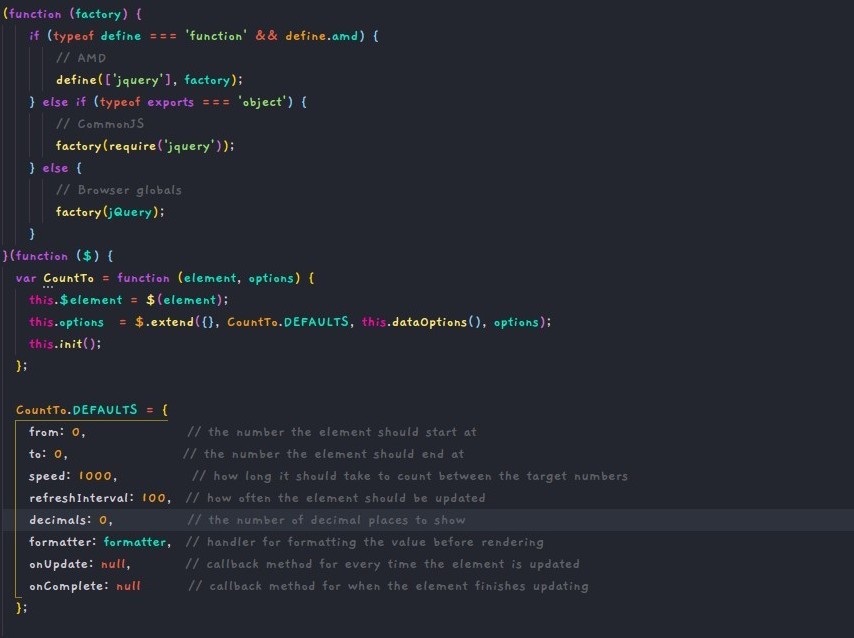 (function (factory) {
if (typeof define === 'function' && define.amd) {
// AMD
define(['jquery'], factory);
} else if (typeof exports === 'object') {
// CommonJS
factory(require('jquery'));
} else {
// Browser globals
factory(jQuery);
}
}(function ($) {
var CountTo = function (element, options) {
this.$element = $(element);
this.options  = $.extend({}, CountTo.DEFAULTS, this.dataOptions(), options);
this.init();
};
CountTo.DEFAULTS = {
from: 0, // the number the element should start at
to: 0, // the number the element should end at
speed: 1000, // how long it should take to count between the target numbers
refreshInterval: 100, // how often the element should be updated
decimals: 0, // the number of decimal places to show
formatter: formatter, // handler for formatting the value before rendering
onUpdate: null, // callback method for every time the element is updated
onComplete: null // callback method for when the element finishes updating
};